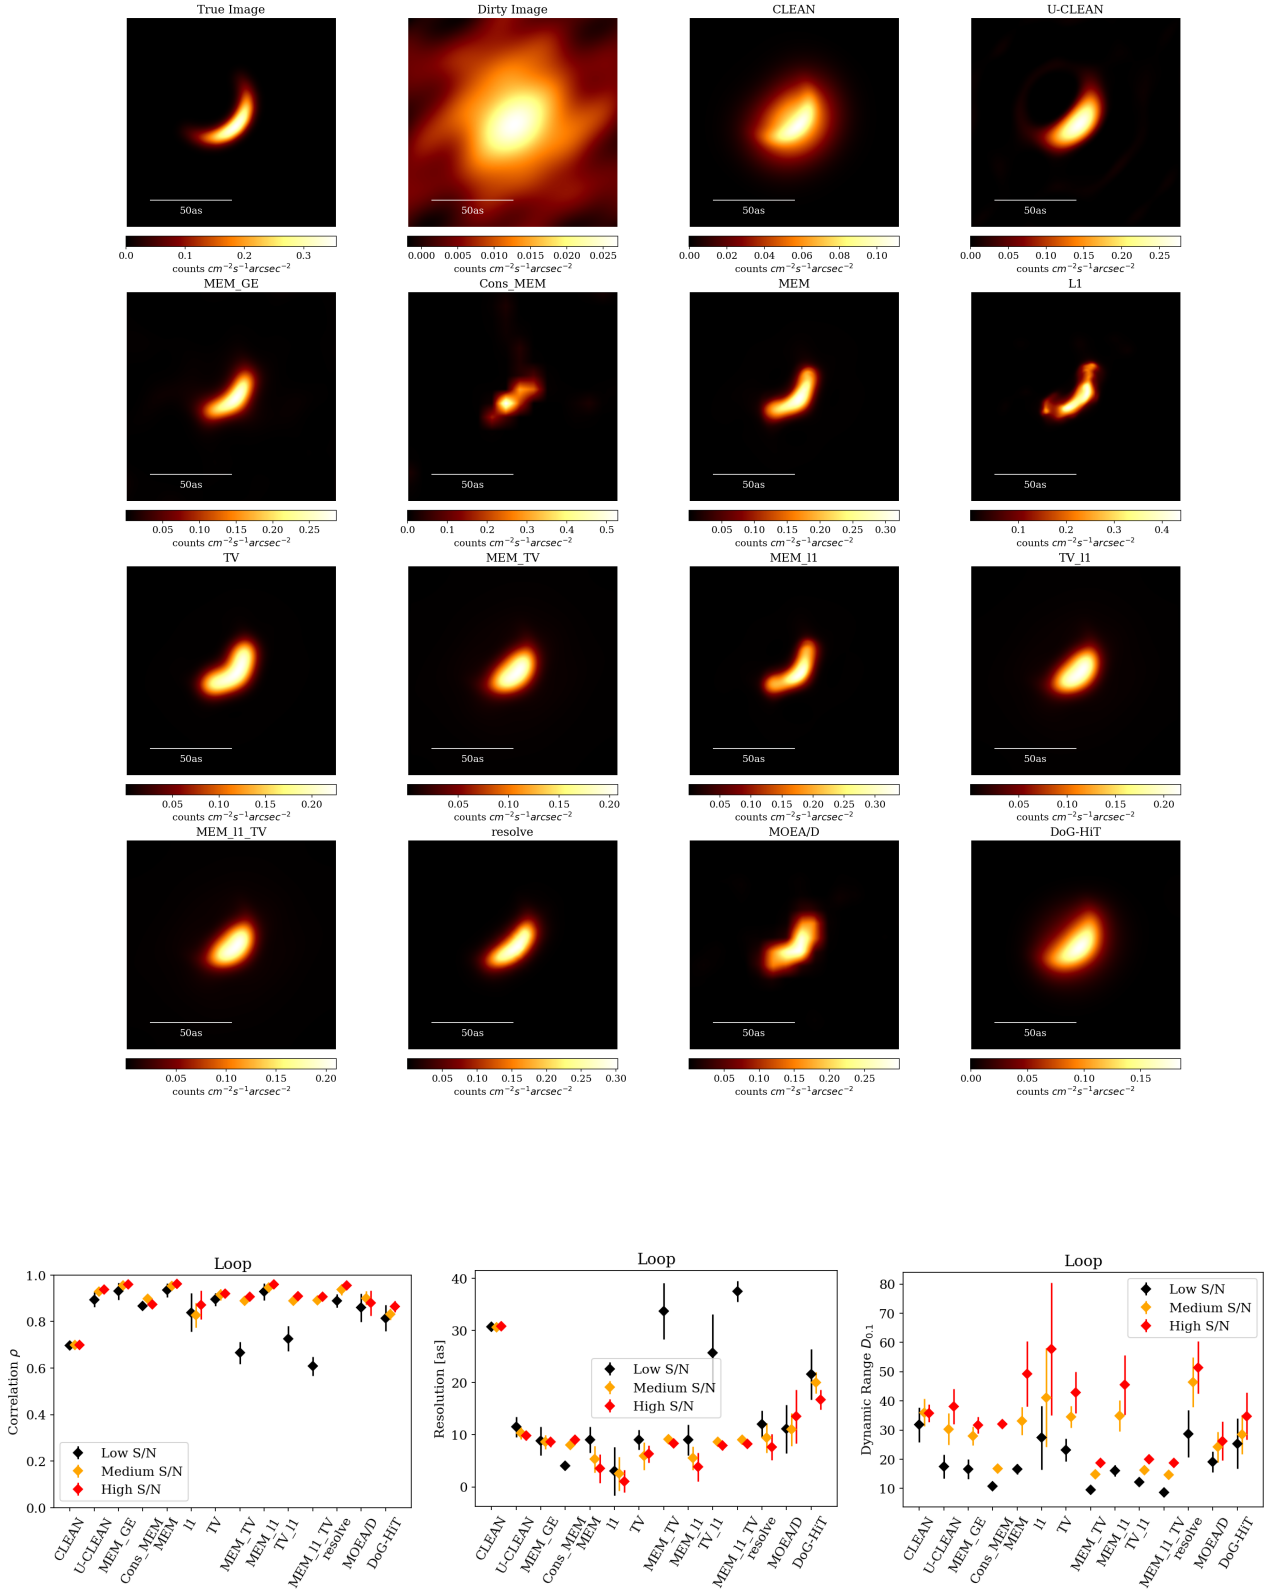 True Image Dirty Image CLEAN U-CLEAN
50as 50as 50as 50as
0.0 0.1 0.2 0.3 0.000 0.005 0.010 0.015 0.020 0.025 0.00 0.02 0.04 0.06 0.08 0.10 0.00 0.05 0.10 0.15 0.20 0.25
counts cm⁻²s⁻¹arcsec⁻² counts cm⁻²s⁻¹arcsec⁻² counts cm⁻²s⁻¹arcsec⁻² counts cm⁻²s⁻¹arcsec⁻²
MEM_GE Cons_MEM MEM L1
50as 50as 50as 50as
0.05 0.10 0.15 0.20 0.25 0.0 0.1 0.2 0.3 0.4 0.5 0.05 0.10 0.15 0.20 0.25 0.30 0.1 0.2 0.3 0.4
counts cm⁻²s⁻¹arcsec⁻² counts cm⁻²s⁻¹arcsec⁻² counts cm⁻²s⁻¹arcsec⁻² counts cm⁻²s⁻¹arcsec⁻²
TV MEM_TV MEM_l1 TV_l1
50as 50as 50as 50as
0.05 0.10 0.15 0.20 0.05 0.10 0.15 0.20 0.05 0.10 0.15 0.20 0.25 0.30 0.05 0.10 0.15 0.20
counts cm⁻²s⁻¹arcsec⁻² counts cm⁻²s⁻¹arcsec⁻² counts cm⁻²s⁻¹arcsec⁻² counts cm⁻²s⁻¹arcsec⁻²
MEM_l1_TV resolve MOEA/D DoG-HiT
50as 50as 50as 50as
0.05 0.10 0.15 0.20 0.05 0.10 0.15 0.20 0.25 0.30 0.05 0.10 0.15 0.20 0.25 0.00 0.05 0.10 0.15
counts cm⁻²s⁻¹arcsec⁻² counts cm⁻²s⁻¹arcsec⁻² counts cm⁻²s⁻¹arcsec⁻² counts cm⁻²s⁻¹arcsec⁻²
Loop
Correlation ρ
1.0
0.8
0.6
0.4
0.2
0.0
Low S/N
Medium S/N
High S/N
CLEAN U-CLEAN MEM_GE Cons_MEM MEM l1 TV MEM_TV MEM_l1 TV_l1 MEM_l1_TV resolve MOEA/D DoG-HiT
Loop
Resolution [as]
40
30
20
10
0
Low S/N
Medium S/N
High S/N
CLEAN U-CLEAN MEM_GE Cons_MEM MEM l1 TV MEM_TV MEM_l1 TV_l1 MEM_l1_TV resolve MOEA/D DoG-HiT
Loop
Dynamic Range D₀.₁
80
70
60
50
40
30
20
10
Low S/N
Medium S/N
High S/N
CLEAN U-CLEAN MEM_GE Cons_MEM MEM l1 TV MEM_TV MEM_l1 TV_l1 MEM_l1_TV resolve MOEA/D DoG-HiT